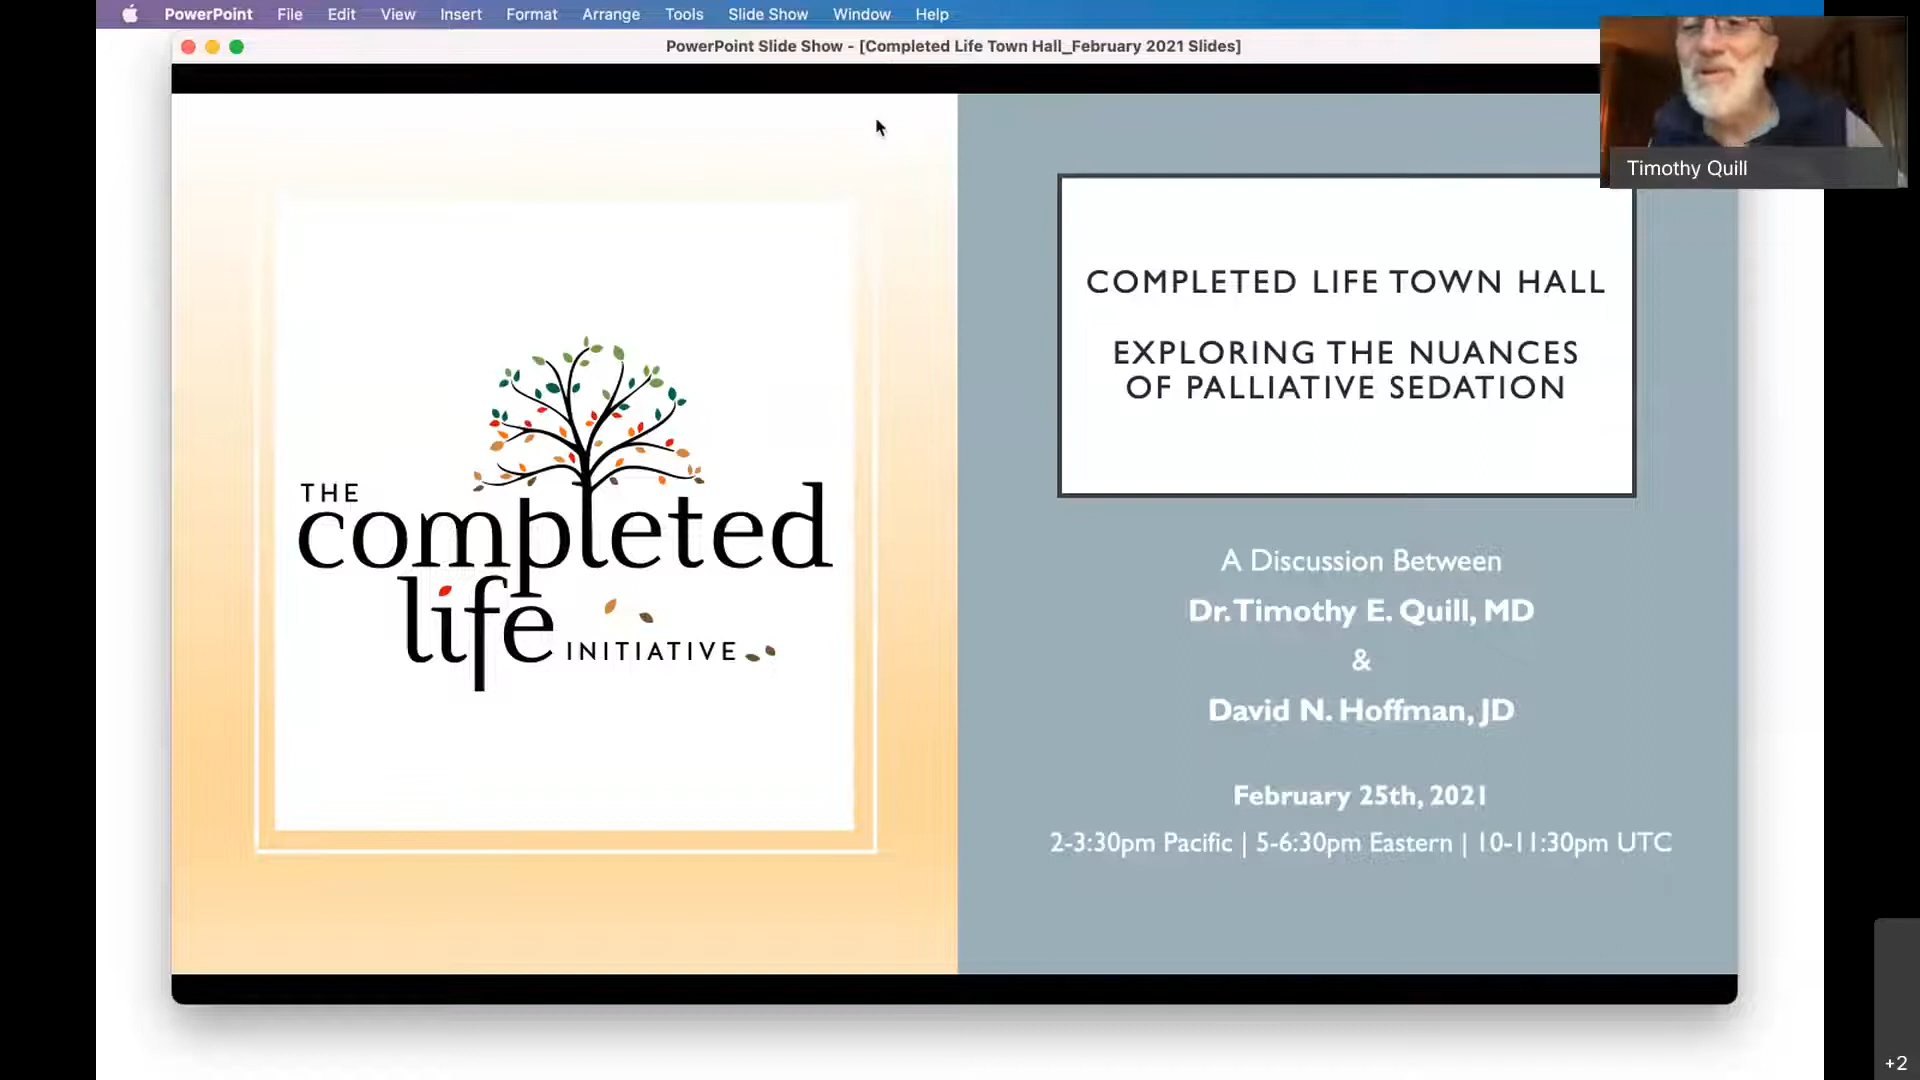 PowerPoint File Edit View Insert Format Arrange Tools Slide Show Window Help
PowerPoint Slide Show - [Completed Life Town Hall_February 2021 Slides]
Timothy Quill
THE
completed
life INITIATIVE
COMPLETED LIFE TOWN HALL
EXPLORING THE NUANCES
OF PALLIATIVE SEDATION
A Discussion Between
Dr. Timothy E. Quill, MD
&
David N. Hoffman, JD
February 25th, 2021
2-3:30pm Pacific | 5-6:30pm Eastern | 10-11:30pm UTC
+2